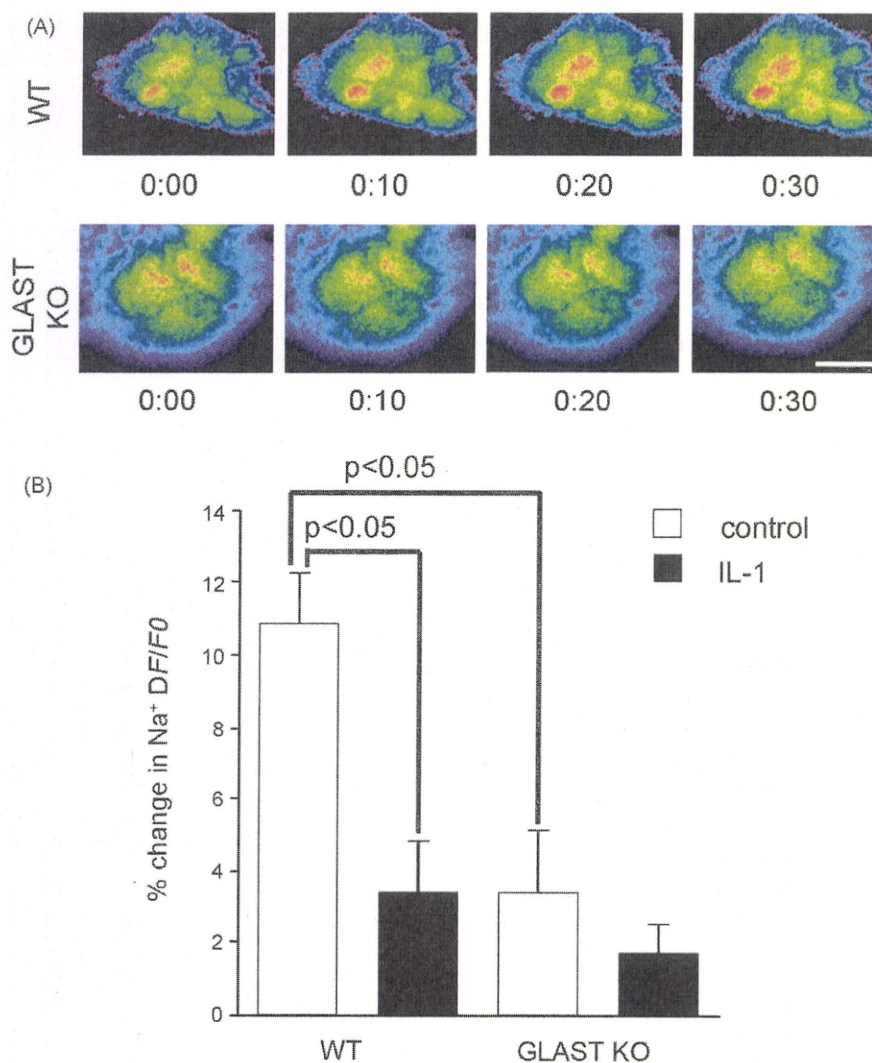 (A)
WT
0:00 0:10 0:20 0:30
GLAST
KO
0:00 0:10 0:20 0:30
(B)
p<0.05
p<0.05
control
IL-1
% change in Na⁺ DF/F0
14
12
10
8
6
4
2
0
WT GLAST KO